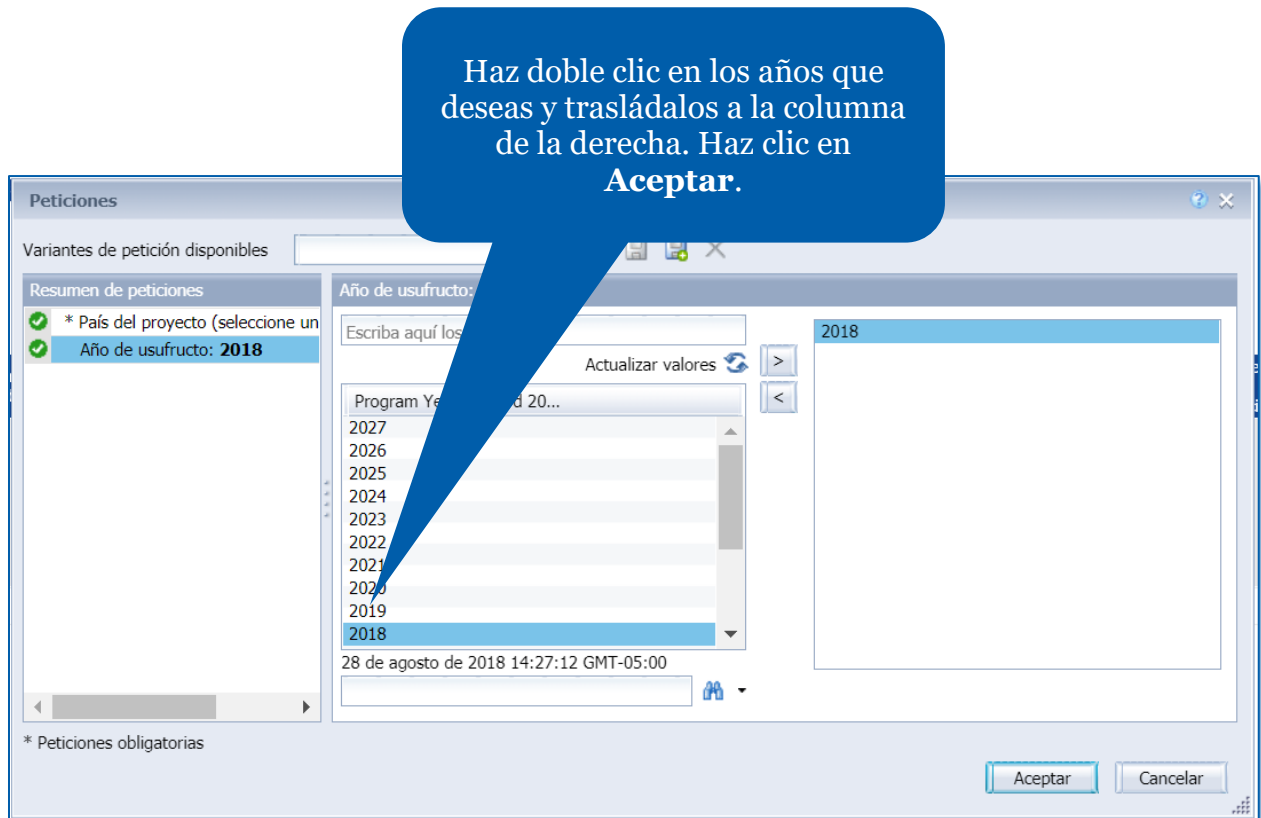 Haz doble clic en los años que
deseas y trasládalos a la columna
de la derecha. Haz clic en
Aceptar.
Peticiones
Variantes de petición disponibles
Resumen de peticiones
* País del proyecto (seleccione un
Año de usufructo: 2018
Año de usufructo:
Escriba aquí los
Actualizar valores
>
<
Program Ye d 20...
2027
2026
2025
2024
2023
2022
2021
2020
2019
2018
28 de agosto de 2018 14:27:12 GMT-05:00
2018
* Peticiones obligatorias
Aceptar
Cancelar